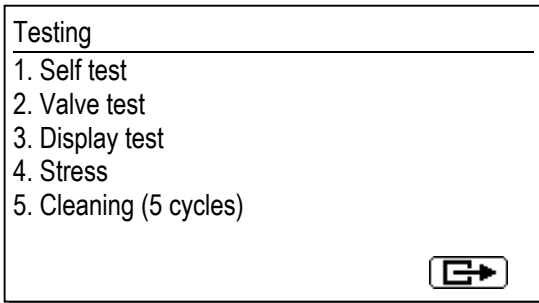 Testing
1. Self test
2. Valve test
3. Display test
4. Stress
5. Cleaning (5 cycles)